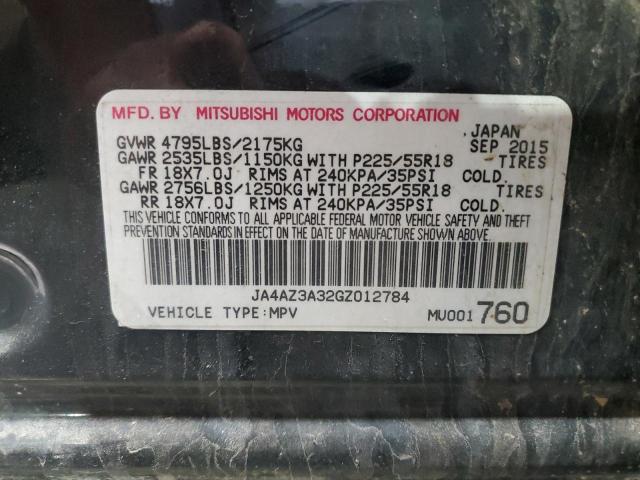 MFD. BY MITSUBISHI MOTORS CORPORATION
JAPAN
GVWR 4795LBS/2175KG SEP 2015
GAWR 2535LBS/1150KG WITH P225/55R18 TIRES
FR 18X7.0J RIMS AT 240KPA/35PSI COLD.
GAWR 2756LBS/1250KG WITH P225/55R18 TIRES
RR 18X7.0J RIMS AT 240KPA/35PSI COLD.
THIS VEHICLE CONFORMS TO ALL APPLICABLE FEDERAL MOTOR VEHICLE SAFETY AND THEFT
PREVENTION STANDARDS IN EFFECT ON THE DATE OF MANUFACTURE SHOWN ABOVE.
JA4AZ3A32GZ012784
VEHICLE TYPE:MPV MU001760